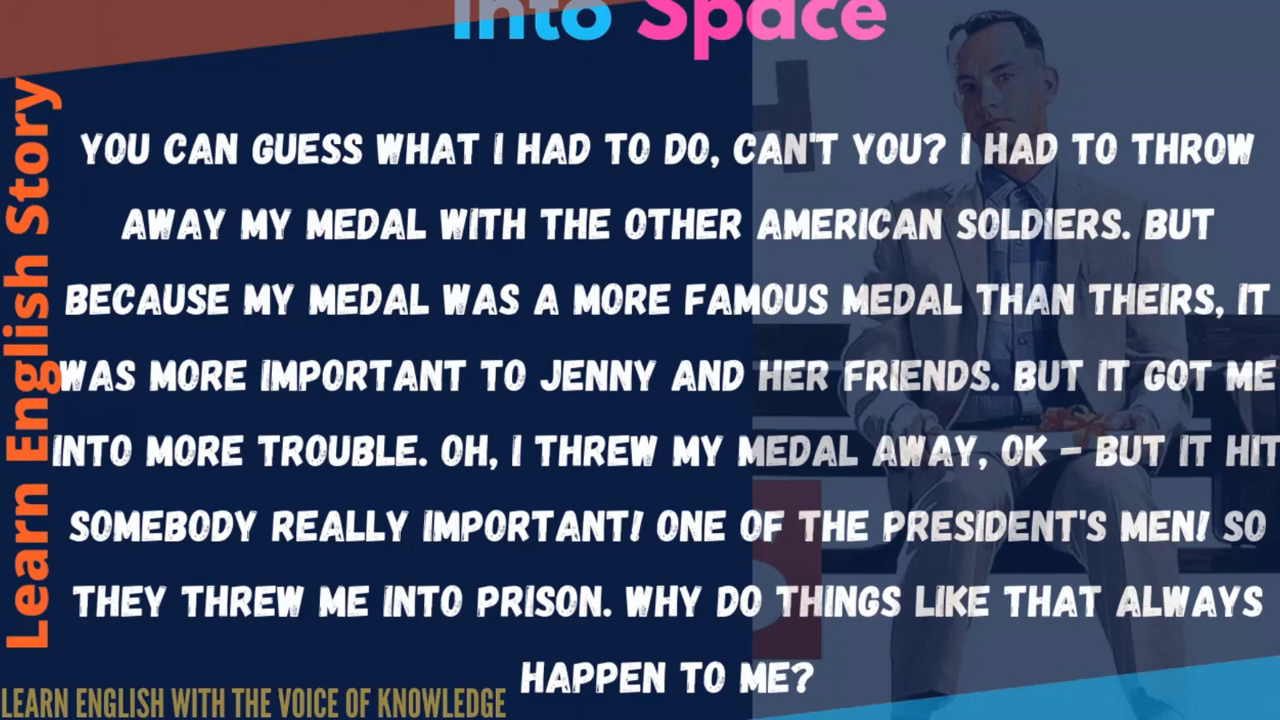 Into Space
Learn English Story
YOU CAN GUESS WHAT I HAD TO DO, CAN'T YOU? I HAD TO THROW
AWAY MY MEDAL WITH THE OTHER AMERICAN SOLDIERS. BUT
BECAUSE MY MEDAL WAS A MORE FAMOUS MEDAL THAN THEIRS, IT
WAS MORE IMPORTANT TO JENNY AND HER FRIENDS. BUT IT GOT ME
INTO MORE TROUBLE. OH, I THREW MY MEDAL AWAY, OK – BUT IT HIT
SOMEBODY REALLY IMPORTANT! ONE OF THE PRESIDENT'S MEN! SO
THEY THREW ME INTO PRISON. WHY DO THINGS LIKE THAT ALWAYS
HAPPEN TO ME?
LEARN ENGLISH WITH THE VOICE OF KNOWLEDGE